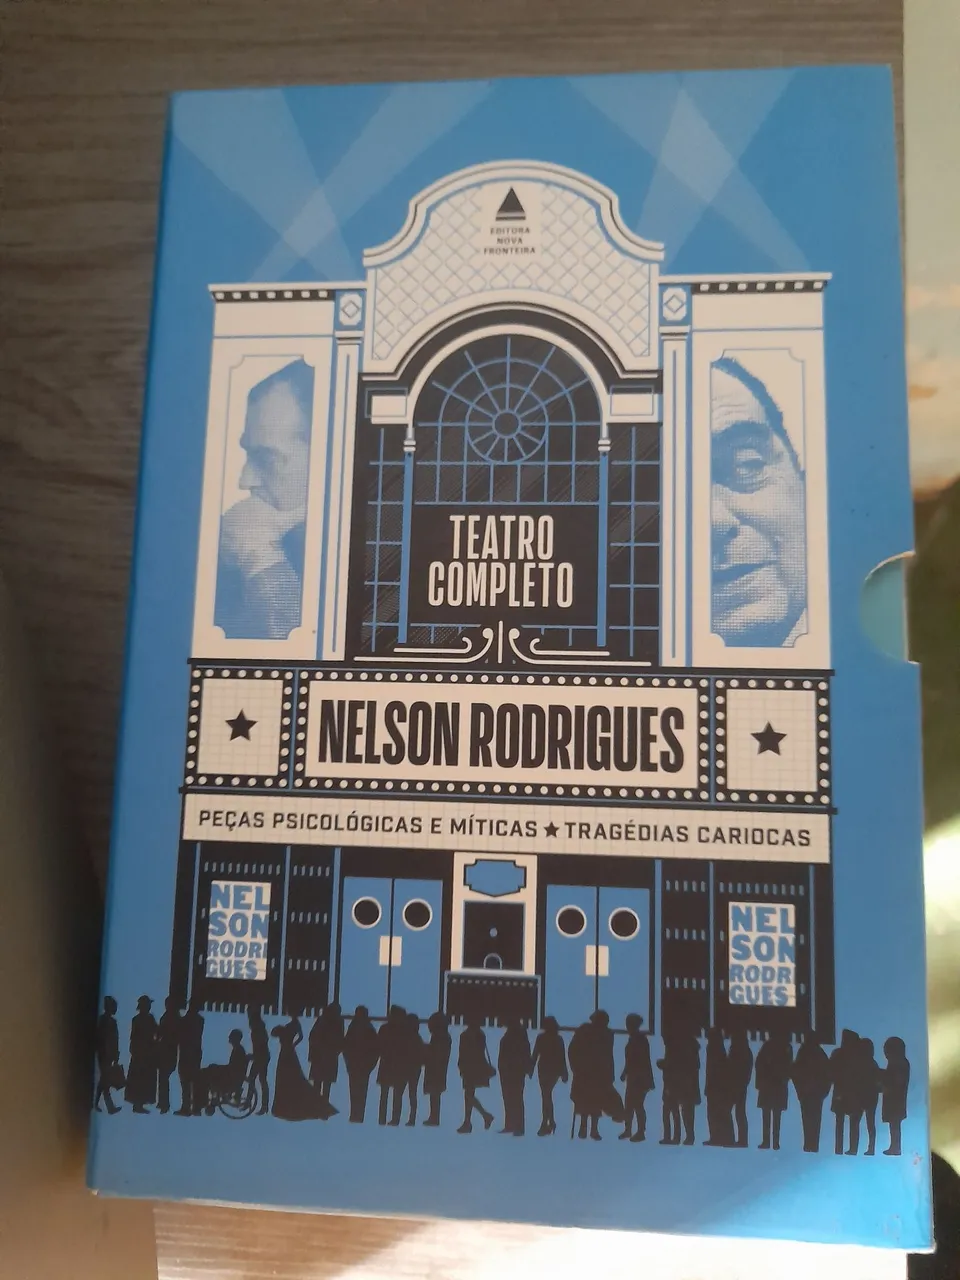 EDITORA
NOVA
FRONTEIRA
TEATRO
COMPLETO
NELSON RODRIGUES
PEÇAS PSICOLÓGICAS E MÍTICAS ★ TRAGÉDIAS CARIOCAS
NEL
SON
RODRI
GUES
NEL
SON
RODR
GUES